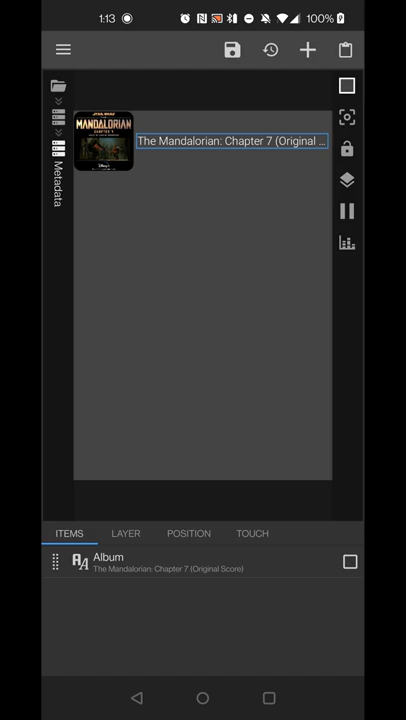 1:13
100%
STAR WARS
MANDALORIAN
CHAPTER 7
Disney+
The Mandalorian: Chapter 7 (Original ...
Metadata
ITEMS
LAYER
POSITION
TOUCH
Album
The Mandalorian: Chapter 7 (Original Score)